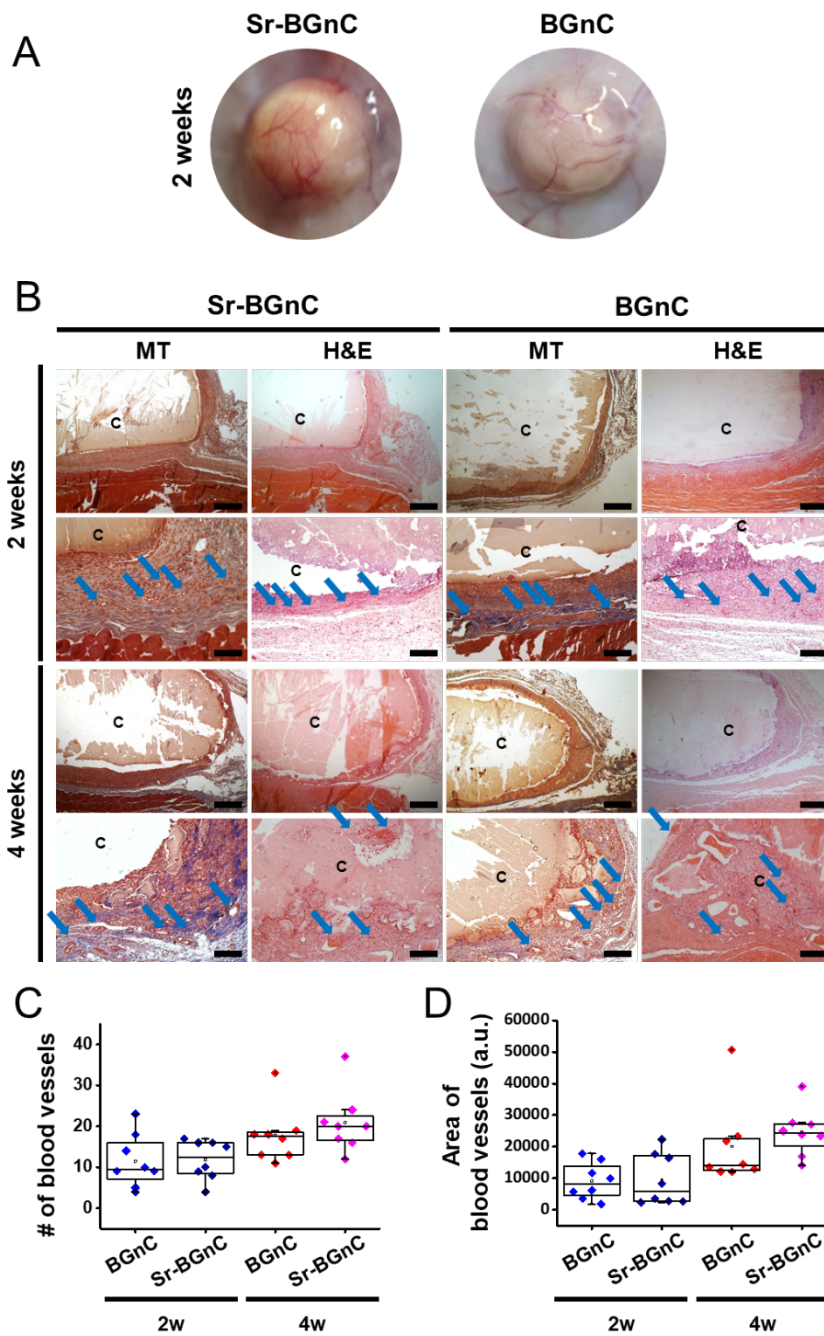 A
Sr-BGnC BGnC
2 weeks
B
Sr-BGnC BGnC
MT H&E MT H&E
2 weeks
C C C C
C C C C
4 weeks
C C C C
C C C C
C
# of blood vessels
40
30
20
10
0
BGnC Sr-BGnC BGnC Sr-BGnC
2w 4w
D
Area of
blood vessels (a.u.)
60000
50000
40000
30000
20000
10000
0
BGnC Sr-BGnC BGnC Sr-BGnC
2w 4w